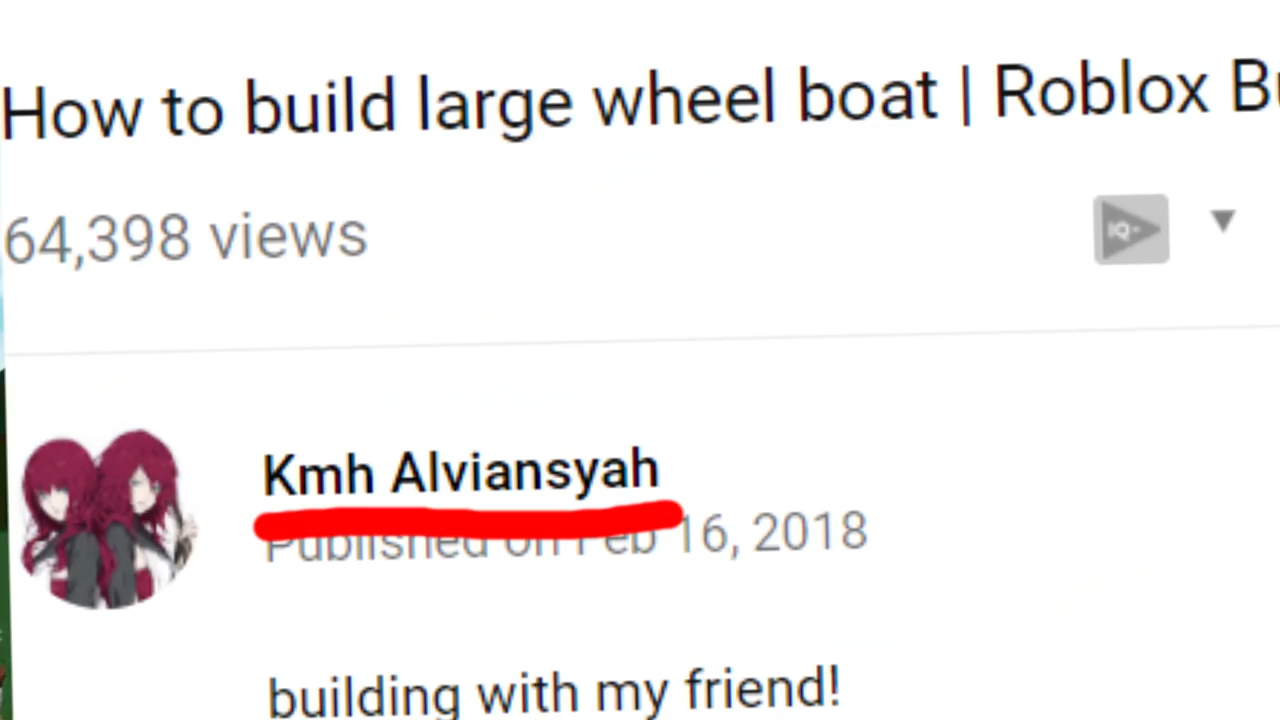 How to build large wheel boat | Roblox
64,398 views
IQ
Kmh Alviansyah
Published on Feb 16, 2018
building with my friend!